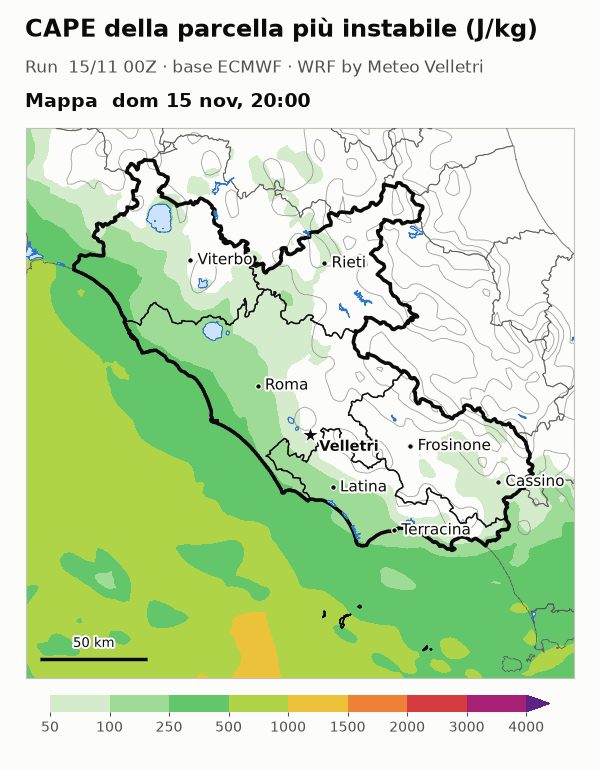 CAPE della parcella più instabile (J/kg)
Run  15/11 00Z · base ECMWF · WRF by Meteo Velletri
Mappa  dom 15 nov, 20:00
Viterbo
Rieti
Roma
Velletri
Frosinone
Cassino
Latina
Terracina
50 km
50 100 250 500 1000 1500 2000 3000 4000